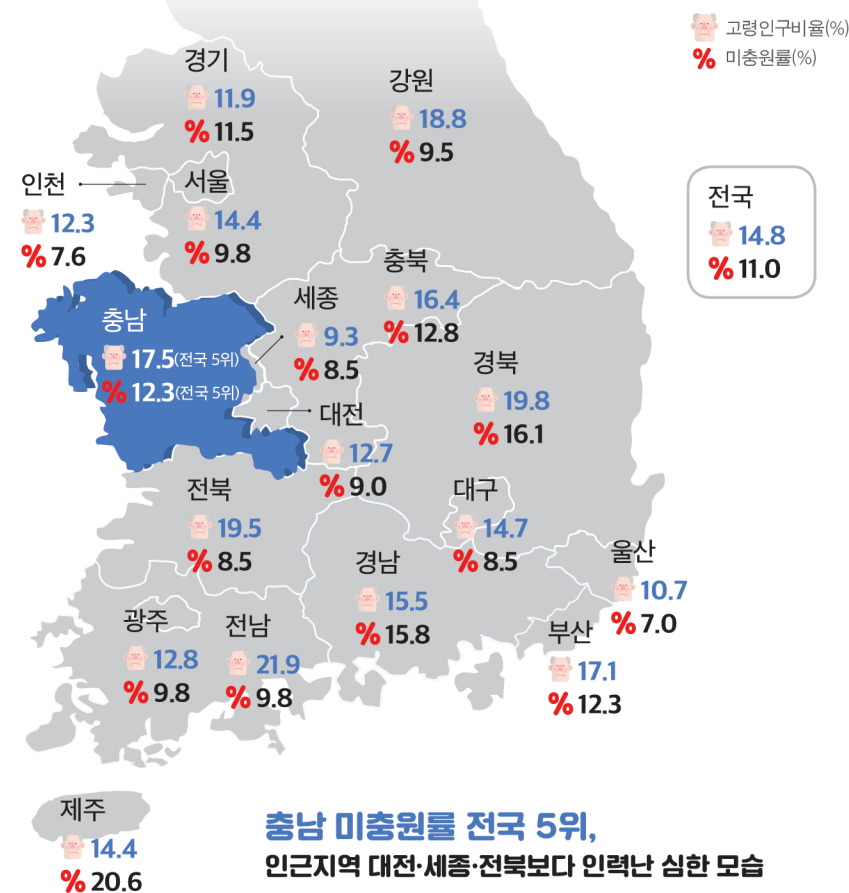 고령인구비율(%)
% 미충원률(%)
경기
11.9
% 11.5
강원
18.8
% 9.5
인천
12.3
% 7.6
서울
14.4
% 9.8
전국
14.8
% 11.0
충북
16.4
% 12.8
세종
9.3
% 8.5
충남
17.5(전국 5위)
% 12.3(전국 5위)
경북
19.8
% 16.1
대전
12.7
% 9.0
전북
19.5
% 8.5
대구
14.7
% 8.5
경남
15.5
% 15.8
울산
10.7
% 7.0
광주
12.8
% 9.8
전남
21.9
% 9.8
부산
17.1
% 12.3
제주
14.4
% 20.6
충남 미충원률 전국 5위,
인근지역 대전·세종·전북보다 인력난 심한 모습